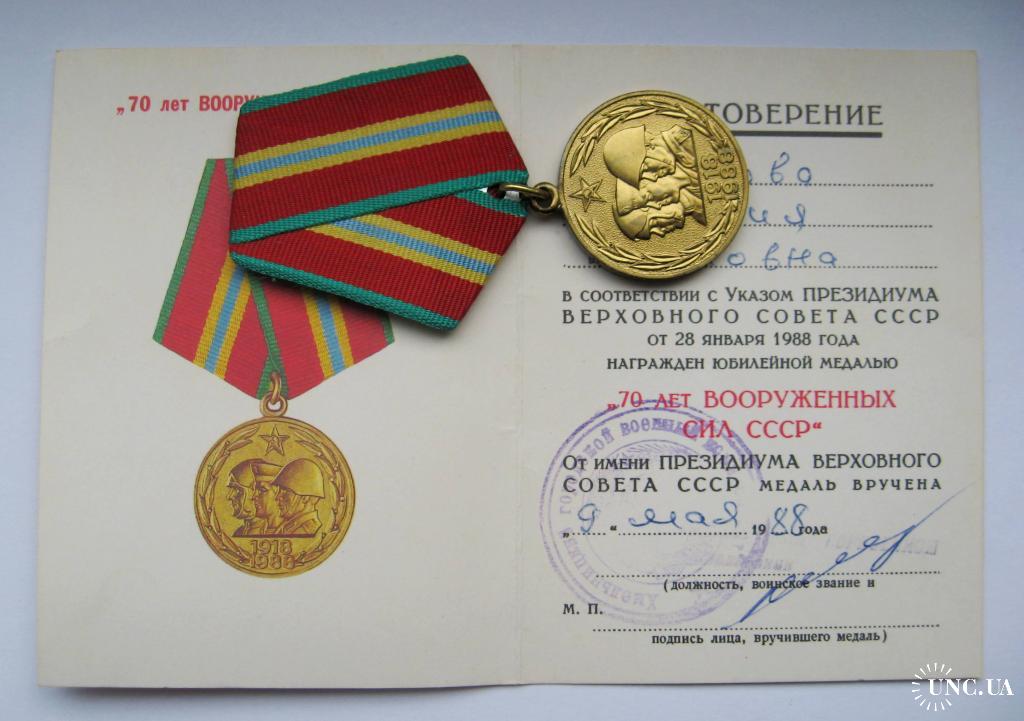 „70 лет ВООРУ
1918
1988
1918
1988
ТОВЕРЕНИЕ
ова
ия
овна
В СООТВЕТСТВИИ С УКАЗОМ ПРЕЗИДИУМА
ВЕРХОВНОГО СОВЕТА СССР
ОТ 28 ЯНВАРЯ 1988 ГОДА
НАГРАЖДЕН ЮБИЛЕЙНОЙ МЕДАЛЬЮ
„70 ЛЕТ ВООРУЖЕННЫХ
СИЛ СССР“
ОТ ИМЕНИ ПРЕЗИДИУМА ВЕРХОВНОГО
СОВЕТА СССР МЕДАЛЬ ВРУЧЕНА
„9“ мая 1988 года
(должность, воинское звание и
М. П.
подпись лица, вручившего медаль)
UNC.UA